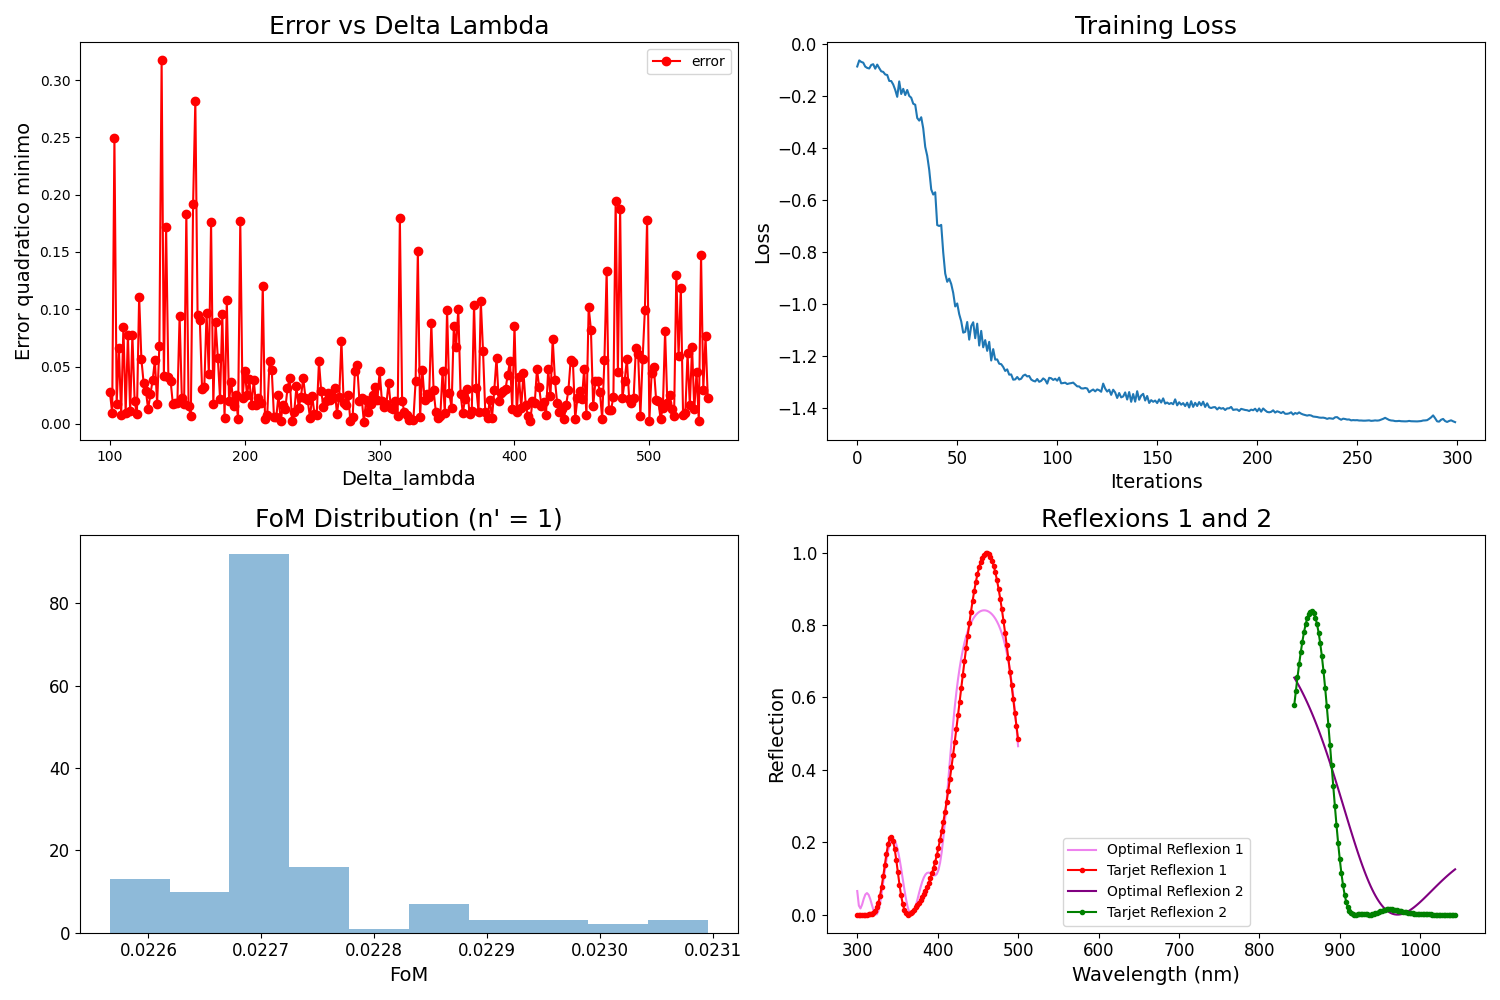 Error vs Delta Lambda
error
Error quadratico minimo
0.30
0.25
0.20
0.15
0.10
0.05
0.00
100 200 300 400 500
Delta_lambda
Training Loss
Loss
0.0
−0.2
−0.4
−0.6
−0.8
−1.0
−1.2
−1.4
0 50 100 150 200 250 300
Iterations
FoM Distribution (n' = 1)
80
60
40
20
0
0.0226 0.0227 0.0228 0.0229 0.0230 0.0231
FoM
Reflexions 1 and 2
Reflection
1.0
0.8
0.6
0.4
0.2
0.0
Optimal Reflexion 1
Tarjet Reflexion 1
Optimal Reflexion 2
Tarjet Reflexion 2
300 400 500 600 700 800 900 1000
Wavelength (nm)